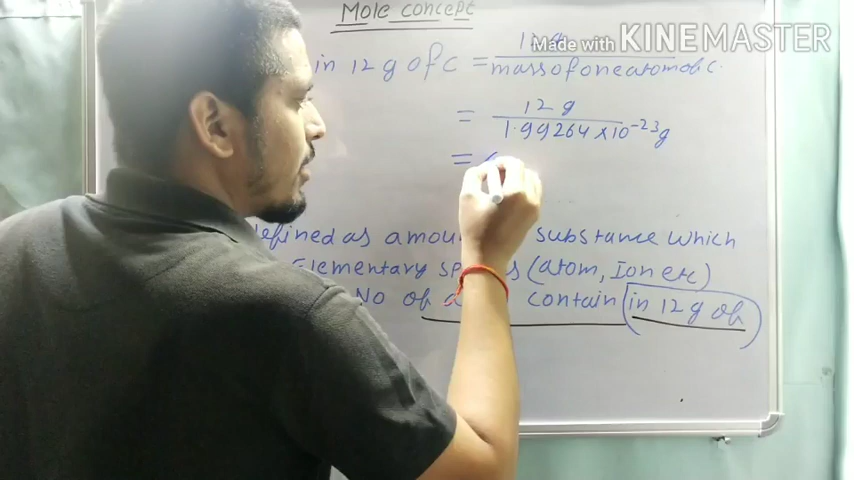 Mole concept
Made with KINEMASTER
in 12 g of C = mass of one atom of C.
= 12 g
1.99264 x 10-23 g
=
defined as amou substance which
Elementary sp s (atom, Ion etc)
No of a contain in 12 g of